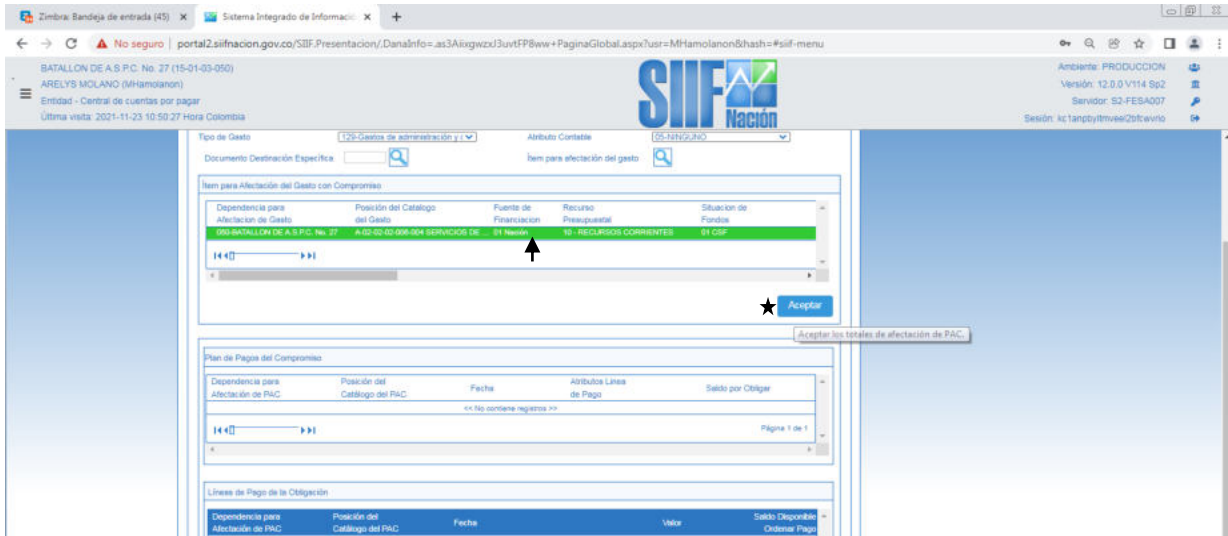 Zimbra: Bandeja de entrada (45)
Sistema Integrado de Informació
No seguro
portal2.siifnacion.gov.co/SIIF.Presentacion/.DanaInfo=.as3AiixgwzxJ3uvtFP8ww+PaginaGlobal.aspx?usr=MHamolanon&hash=#siif-menu
BATALLON DE A.S.P.C. No. 27 (15-01-03-050)
ARELYS MOLANO (MHamolanon)
Entidad - Central de cuentas por pagar
Última visita: 2021-11-23 10:50:27 Hora Colombia
SIIF
Nación
Ambiente: PRODUCCION
Versión: 12.0.0 V114 Sp2
Servidor: S2-FESA007
Sesión:
Tipo de Gasto
129-Gastos de administración y
Atributo Contable
05-NINGUNO
Documento Destinación Específica
Ítem para afectación del gasto
Ítem para Afectación del Gasto con Compromiso
Dependencia para Afectacion de Gasto
Posición del Catalogo del Gasto
Fuente de Financiacion
Recurso Presupuestal
Situacion de Fondos
050-BATALLON DE A.S.P.C. No. 27
A-02-02-02-006-004 SERVICIOS DE ...
01 Nación
10 - RECURSOS CORRIENTES
01 CSF
Aceptar
Aceptar los totales de afectación de PAC.
Plan de Pagos del Compromiso
Dependencia para Afectación de PAC
Posición del Catálogo del PAC
Fecha
Atributos Linea de Pago
Saldo por Obligar
<< No contiene registros >>
Página 1 de 1
Líneas de Pago de la Obligación
Dependencia para Afectación de PAC
Posición del Catálogo del PAC
Fecha
Valor
Saldo Disponible Ordenar Pago